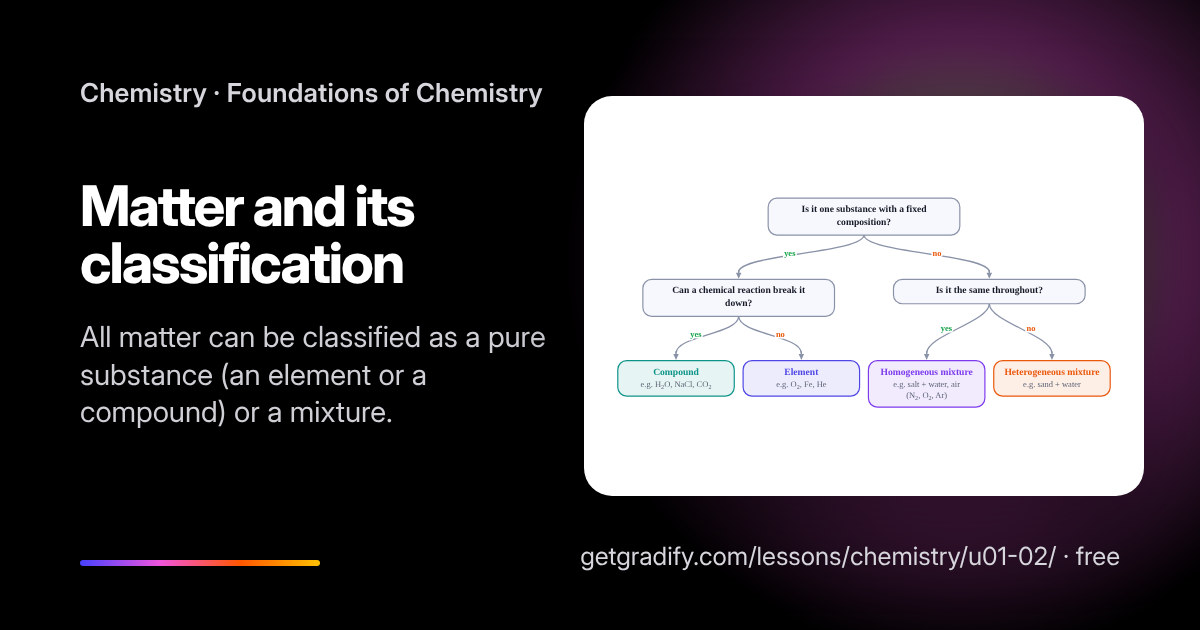 Chemistry · Foundations of Chemistry
Matter and its
classification
All matter can be classified as a pure
substance (an element or a
compound) or a mixture.
Is it one substance with a fixed
composition?
yes
no
Can a chemical reaction break it
down?
Is it the same throughout?
yes
no
yes
no
Compound
e.g. H₂O, NaCl, CO₂
Element
e.g. O₂, Fe, He
Homogeneous mixture
e.g. salt + water, air
(N₂, O₂, Ar)
Heterogeneous mixture
e.g. sand + water
getgradify.com/lessons/chemistry/u01-02/ · free